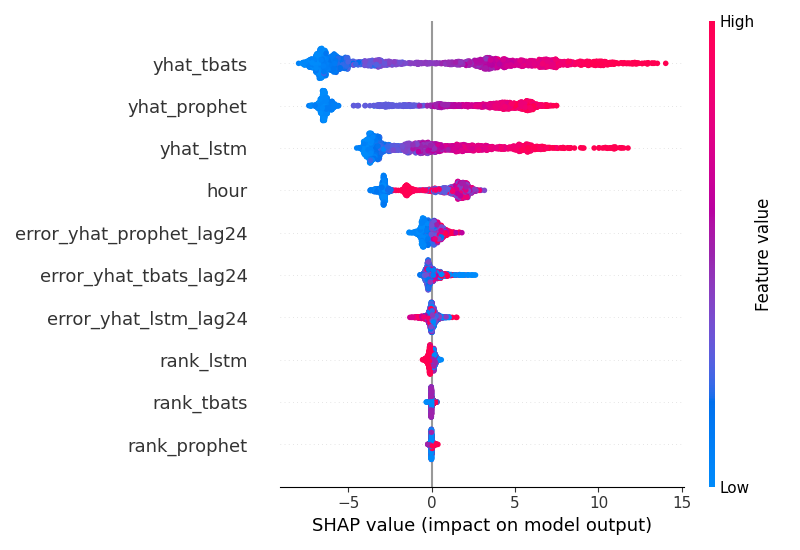 High
yhat_tbats
yhat_prophet
yhat_lstm
hour
error_yhat_prophet_lag24
error_yhat_tbats_lag24
error_yhat_lstm_lag24
rank_lstm
rank_tbats
rank_prophet
Feature value
Low
−5 0 5 10 15
SHAP value (impact on model output)